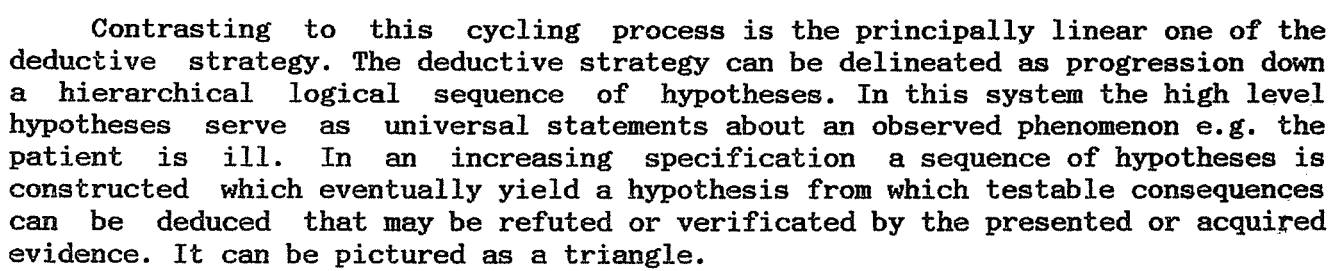 Contrasting to this cycling process is the principally linear one of the
deductive strategy. The deductive strategy can be delineated as progression down
a hierarchical logical sequence of hypotheses. In this system the high level
hypotheses serve as universal statements about an observed phenomenon e.g. the
patient is ill. In an increasing specification a sequence of hypotheses is
constructed which eventually yield a hypothesis from which testable consequences
can be deduced that may be refuted or verificated by the presented or acquired
evidence. It can be pictured as a triangle.